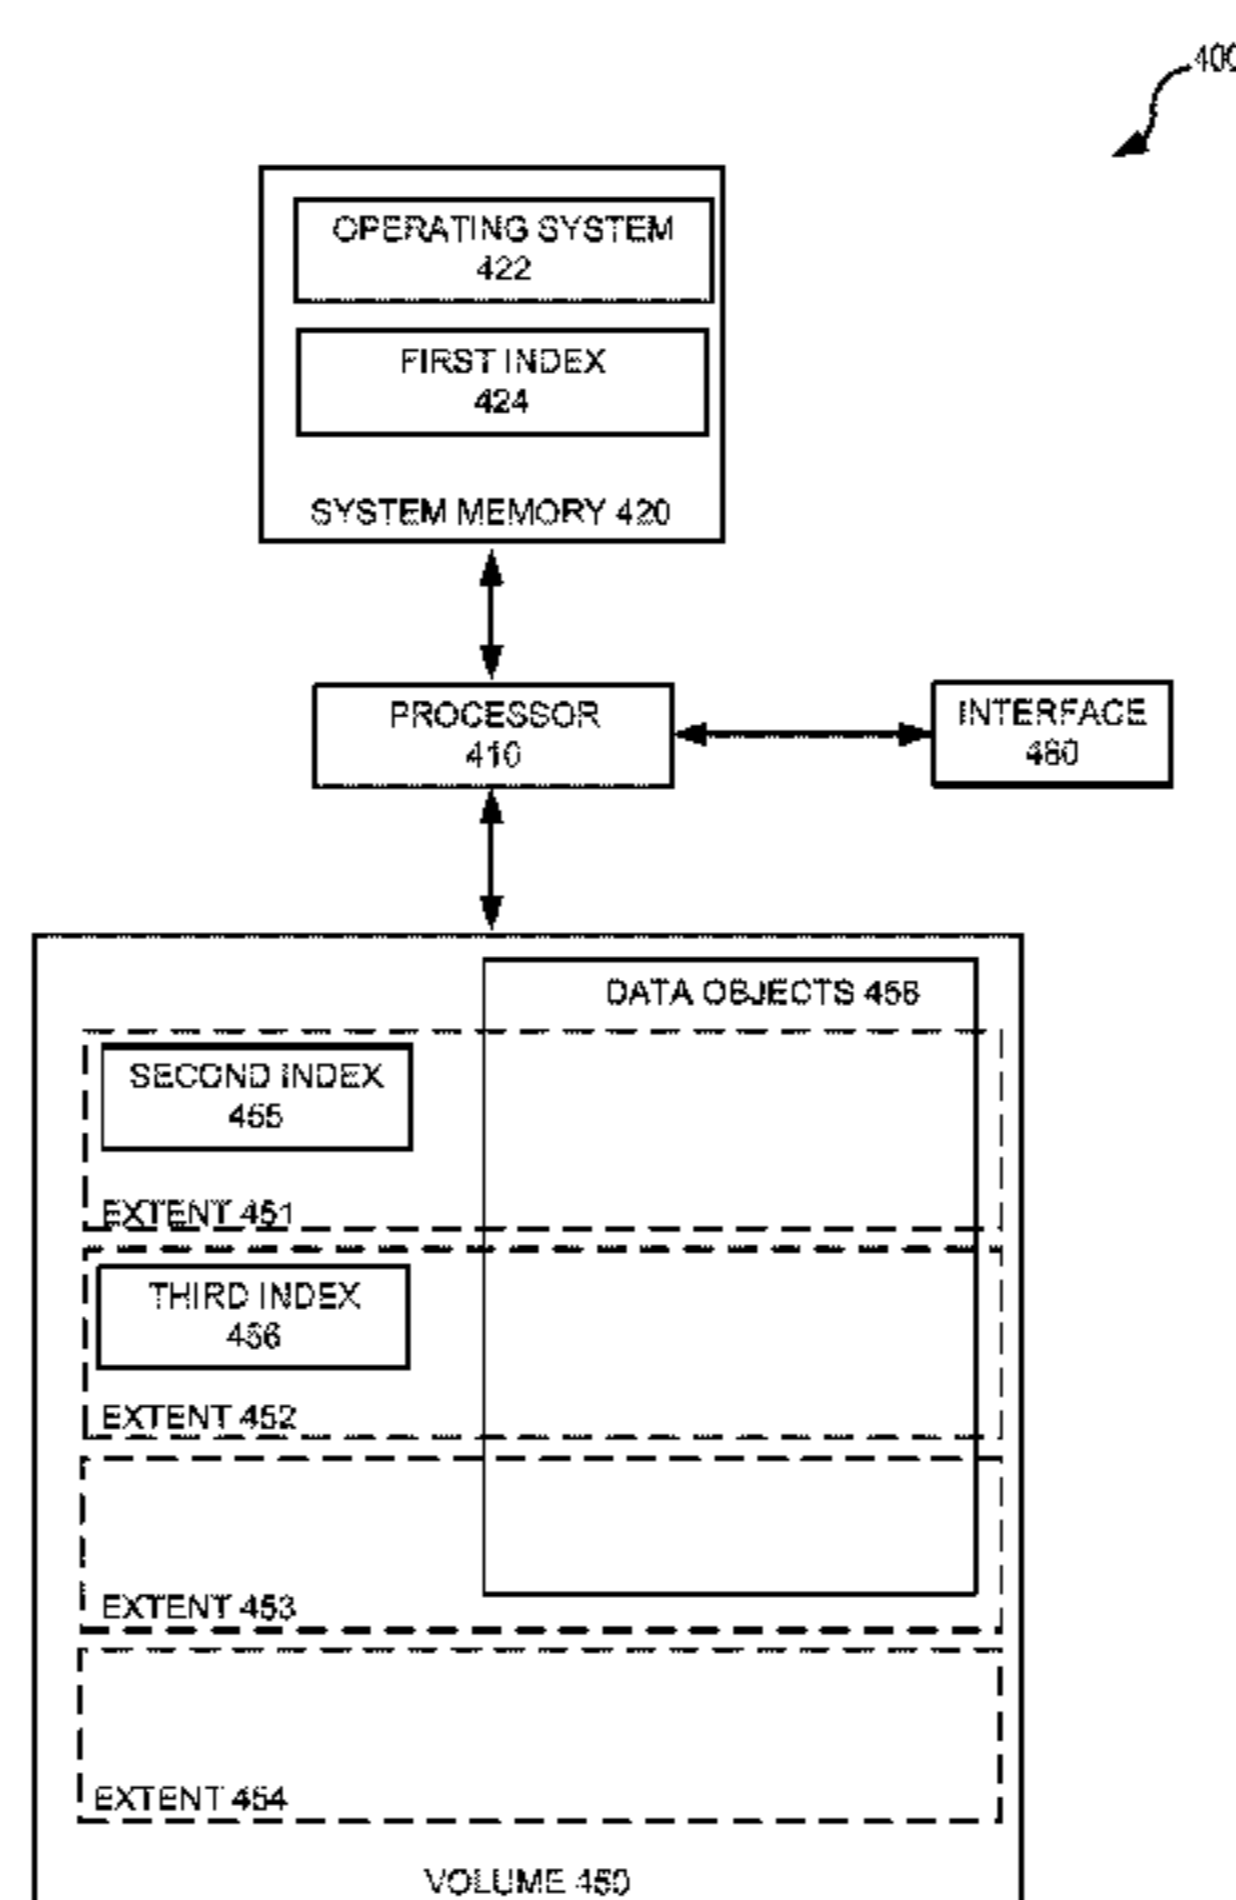 400
OPERATING SYSTEM
422
FIRST INDEX
424
SYSTEM MEMORY 420
PROCESSOR
410
INTERFACE
460
DATA OBJECTS 458
SECOND INDEX
455
EXTENT 451
THIRD INDEX
456
EXTENT 452
EXTENT 453
EXTENT 454
VOLUME 450